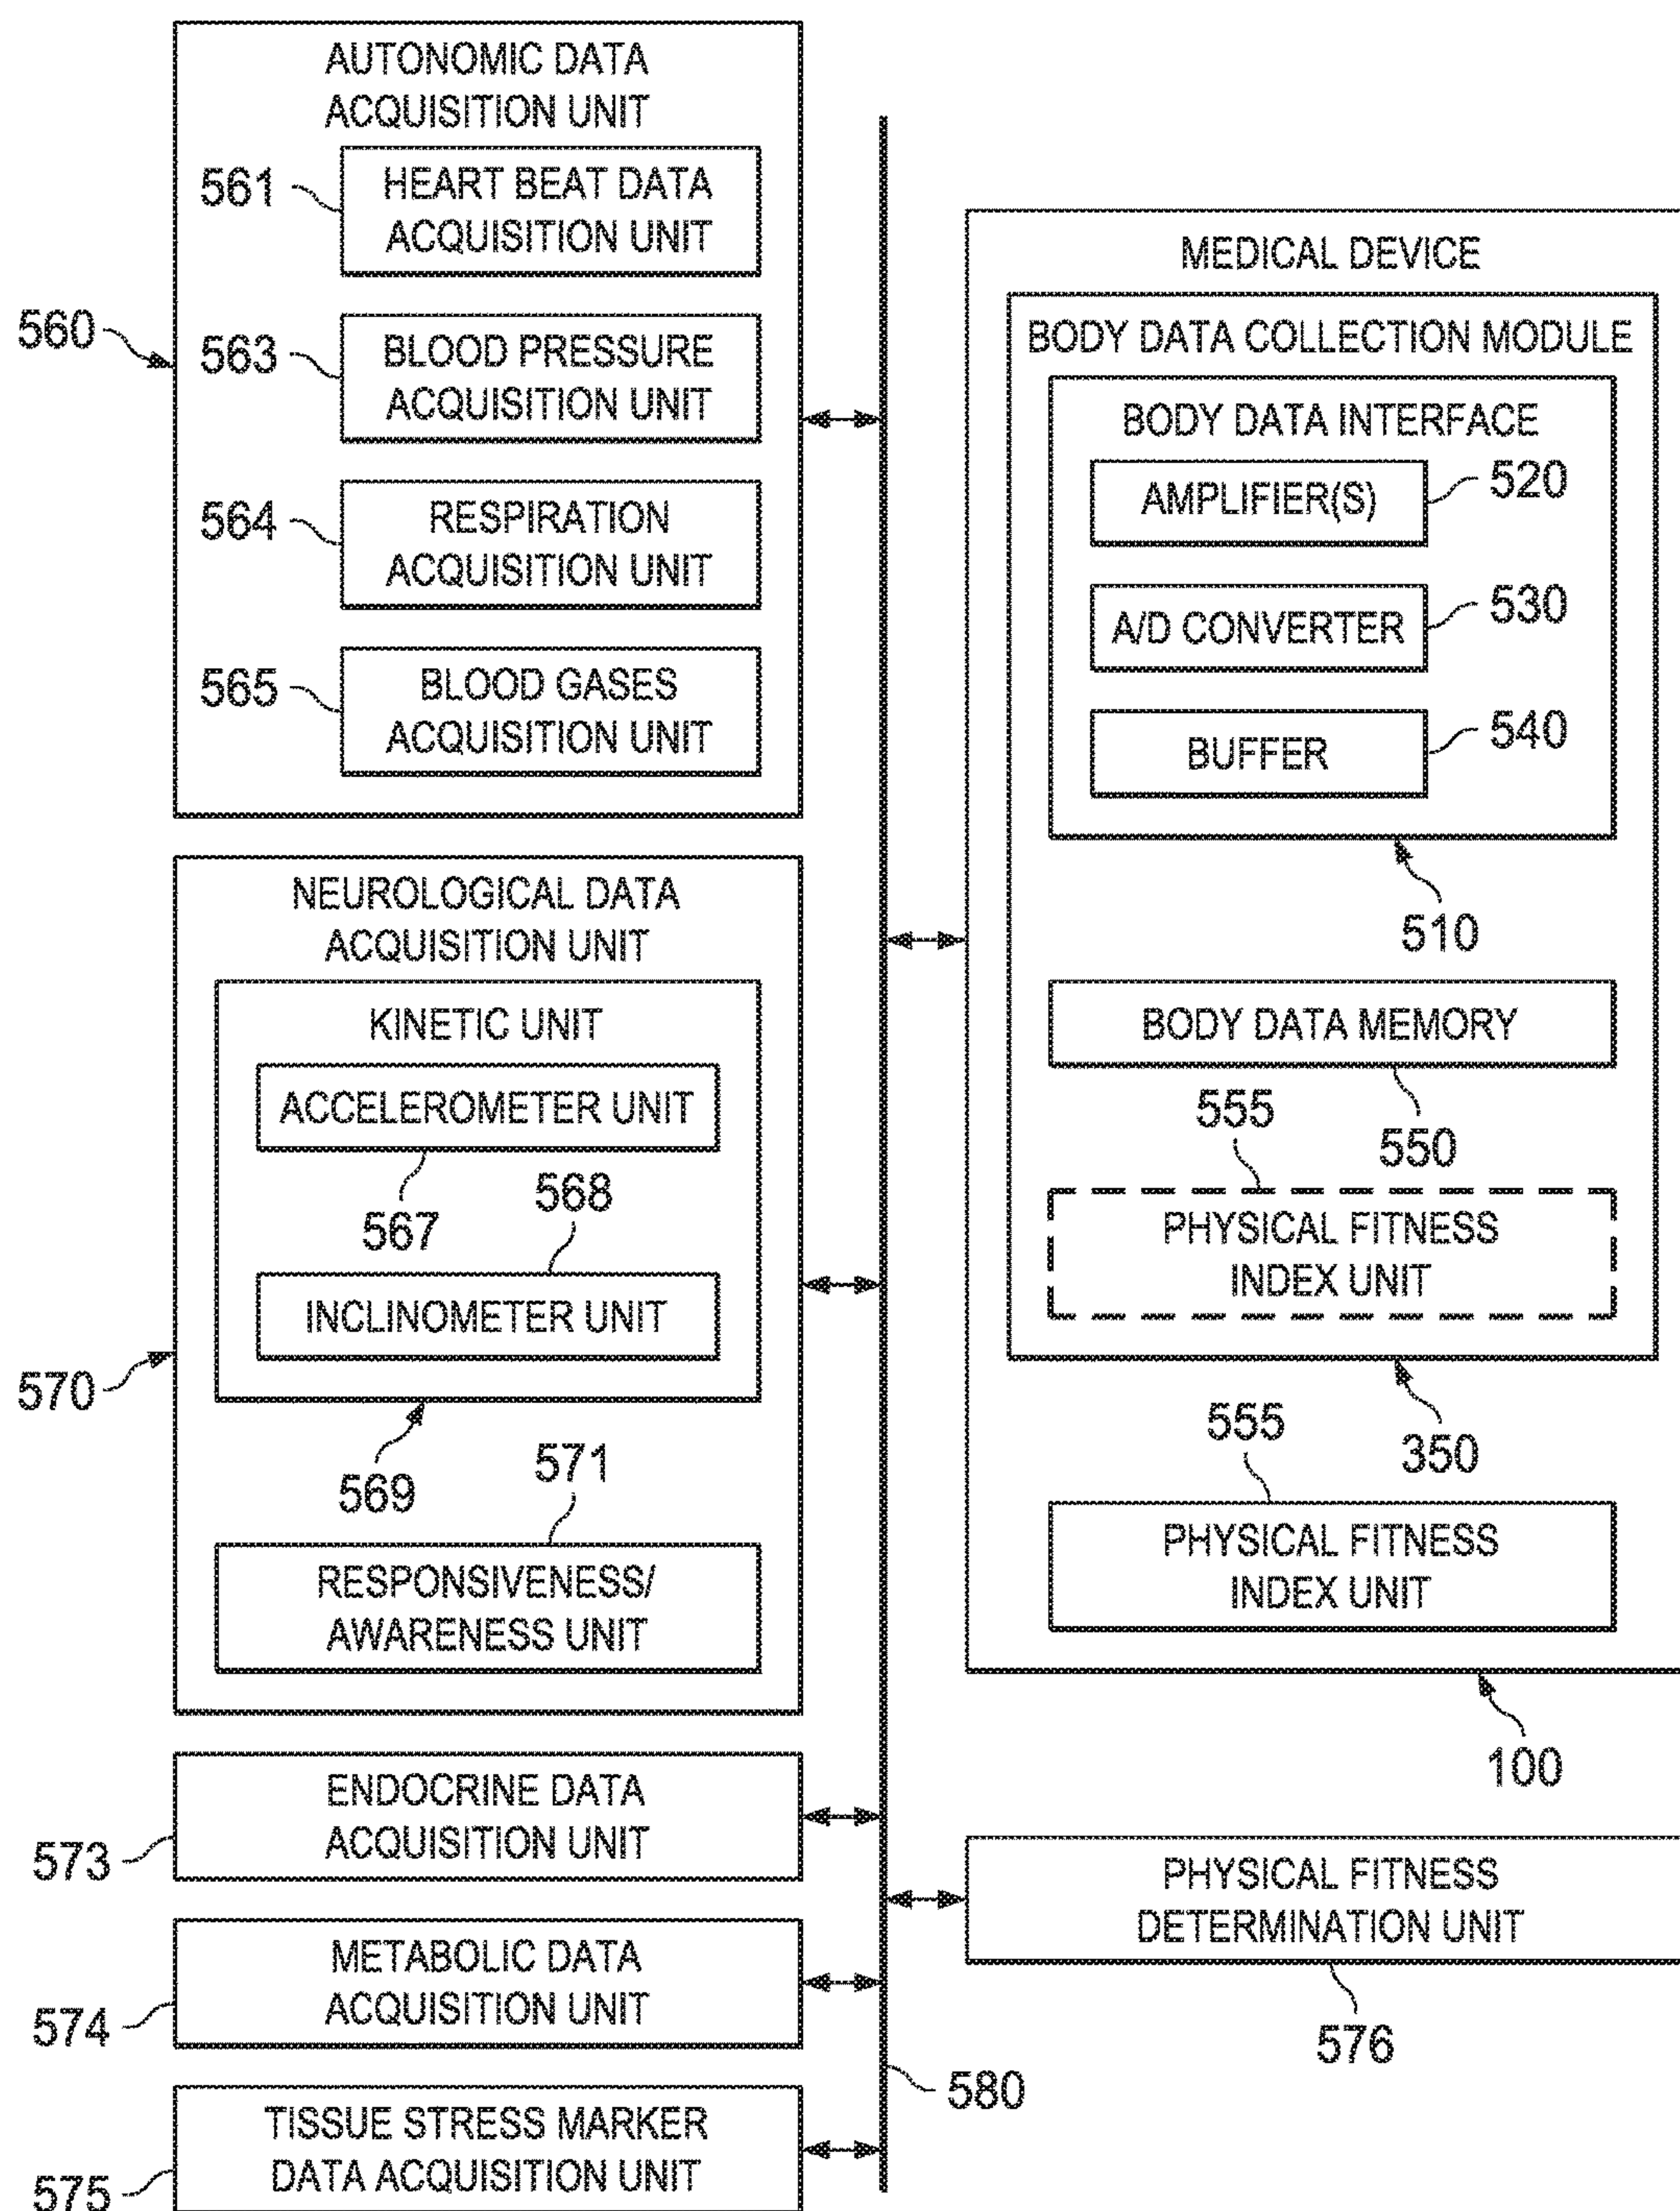 AUTONOMIC DATA
ACQUISITION UNIT
561
HEART BEAT DATA
ACQUISITION UNIT
560
563
BLOOD PRESSURE
ACQUISITION UNIT
564
RESPIRATION
ACQUISITION UNIT
565
BLOOD GASES
ACQUISITION UNIT
NEUROLOGICAL DATA
ACQUISITION UNIT
KINETIC UNIT
ACCELEROMETER UNIT
567
568
INCLINOMETER UNIT
570
569
571
RESPONSIVENESS/
AWARENESS UNIT
ENDOCRINE DATA
ACQUISITION UNIT
573
METABOLIC DATA
ACQUISITION UNIT
574
TISSUE STRESS MARKER
DATA ACQUISITION UNIT
575
580
MEDICAL DEVICE
BODY DATA COLLECTION MODULE
BODY DATA INTERFACE
AMPLIFIER(S)
520
A/D CONVERTER
530
BUFFER
540
510
BODY DATA MEMORY
550
555
PHYSICAL FITNESS
INDEX UNIT
350
555
PHYSICAL FITNESS
INDEX UNIT
100
PHYSICAL FITNESS
DETERMINATION UNIT
576